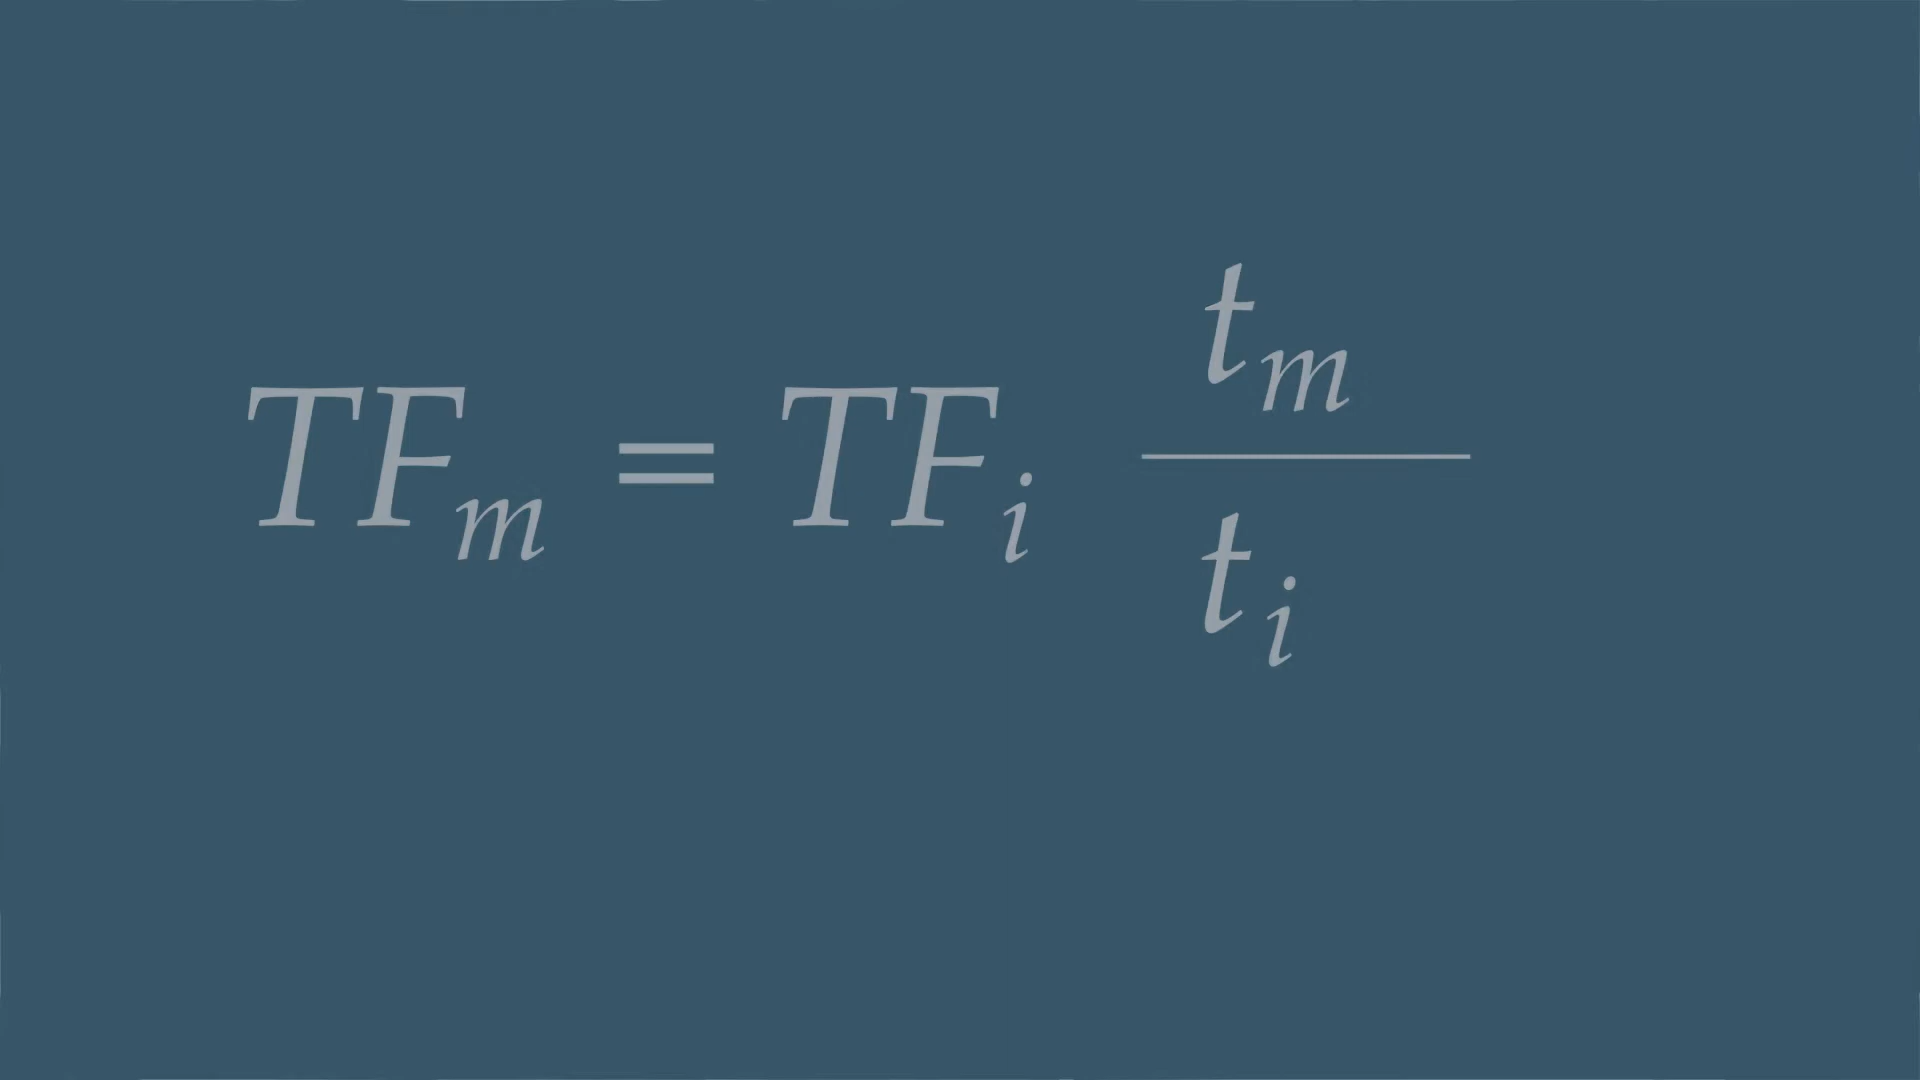 TFₘ = TFᵢ tₘ / tᵢ